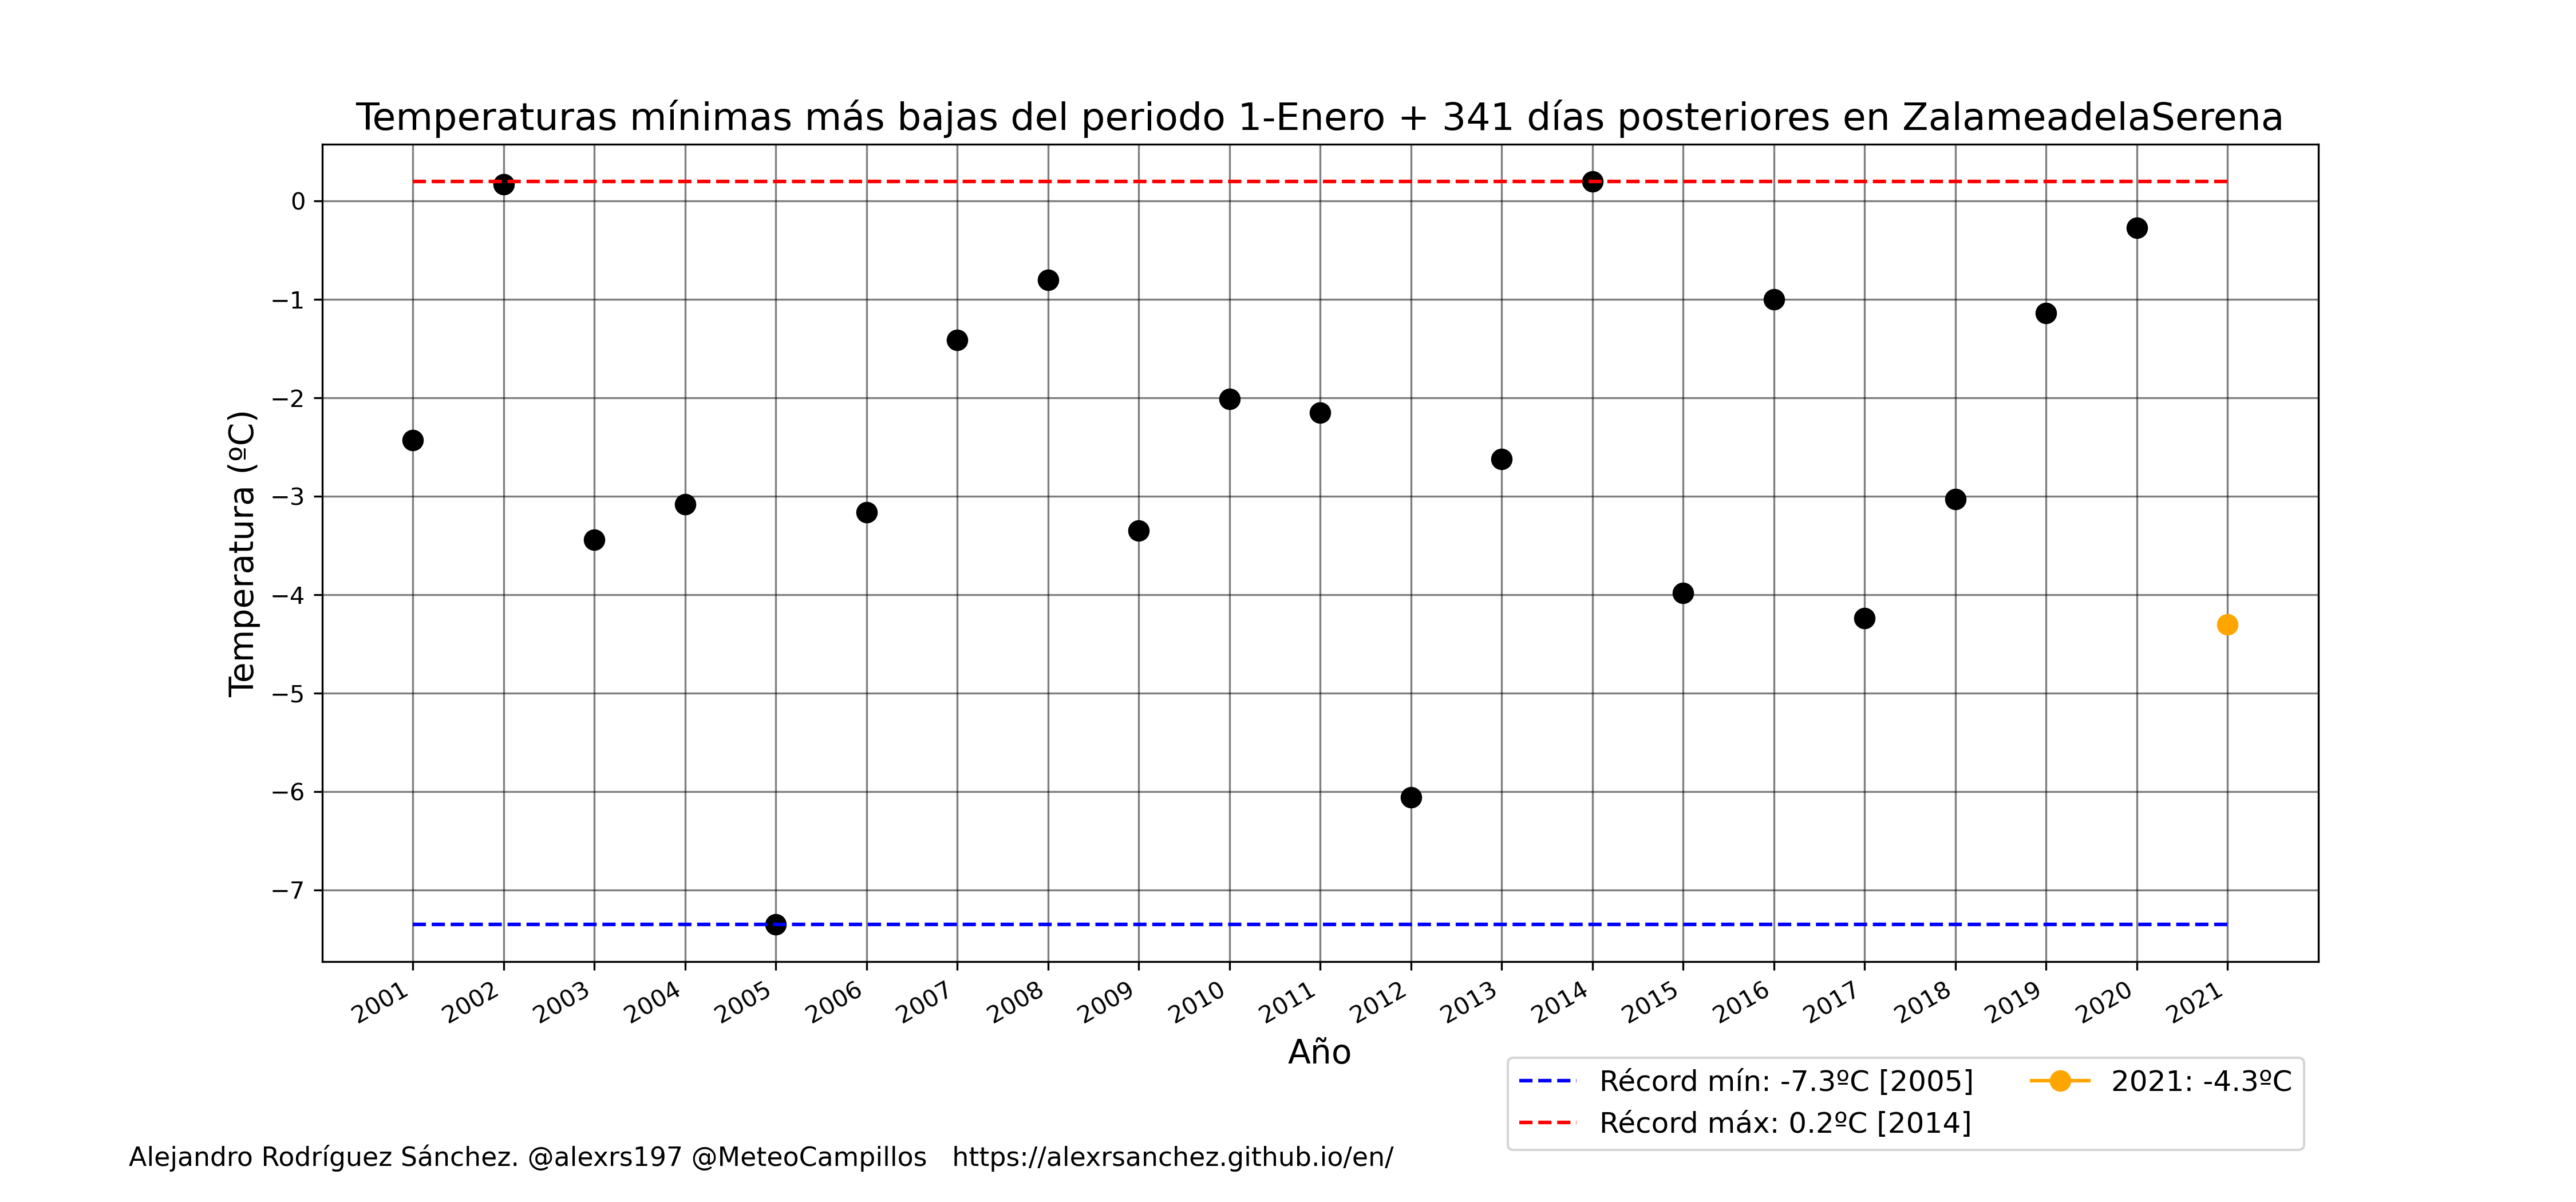 Temperaturas mínimas más bajas del periodo 1-Enero + 341 días posteriores en ZalameadelaSerena
Temperatura (ºC)
0
−1
−2
−3
−4
−5
−6
−7
2001 2002 2003 2004 2005 2006 2007 2008 2009 2010 2011 2012 2013 2014 2015 2016 2017 2018 2019 2020 2021
Año
Récord mín: -7.3ºC [2005]
Récord máx: 0.2ºC [2014]
2021: -4.3ºC
Alejandro Rodríguez Sánchez. @alexrs197 @MeteoCampillos https://alexrsanchez.github.io/en/